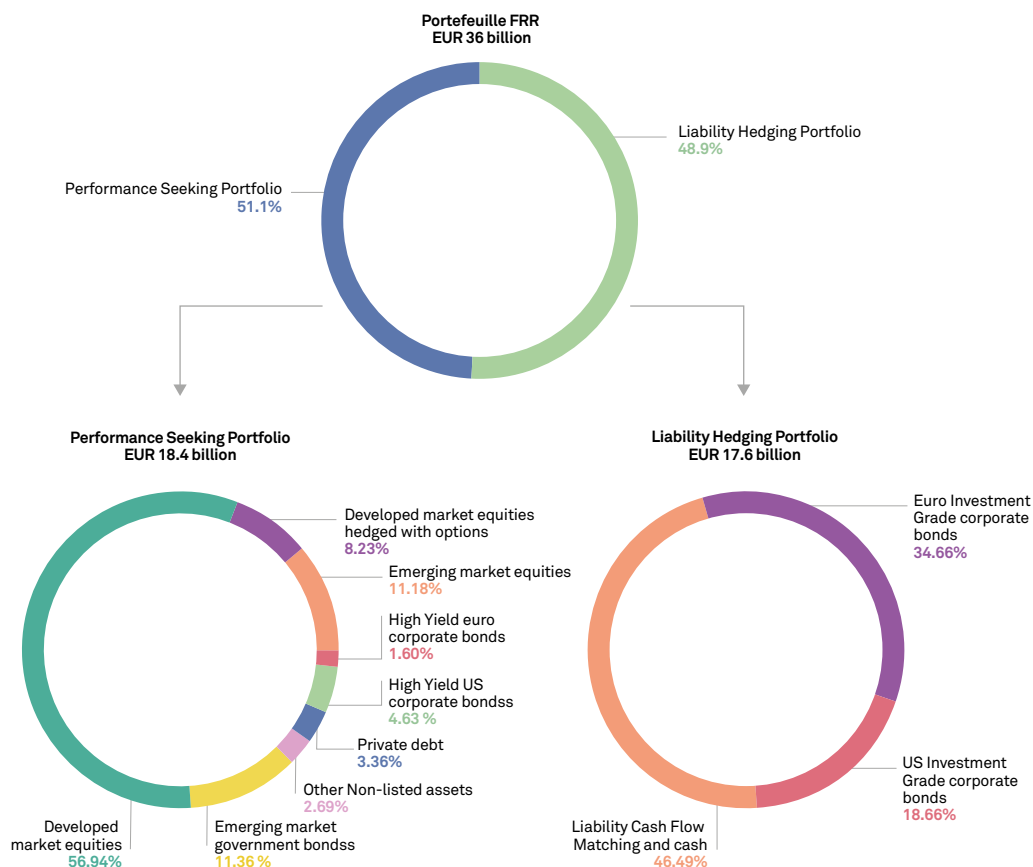 Portefeuille FRR
EUR 36 billion
Liability Hedging Portfolio
48.9%
Performance Seeking Portfolio
51.1%
Performance Seeking Portfolio
EUR 18.4 billion
Developed market equities
hedged with options
8.23%
Emerging market equities
11.18%
High Yield euro
corporate bonds
1.60%
High Yield US
corporate bondss
4.63 %
Private debt
3.36%
Other Non-listed assets
2.69%
Emerging market
government bondss
11.36 %
Developed
market equities
56.94%
Liability Hedging Portfolio
EUR 17.6 billion
Euro Investment
Grade corporate
bonds
34.66%
US Investment
Grade corporate
bonds
18.66%
Liability Cash Flow
Matching and cash
46.49%